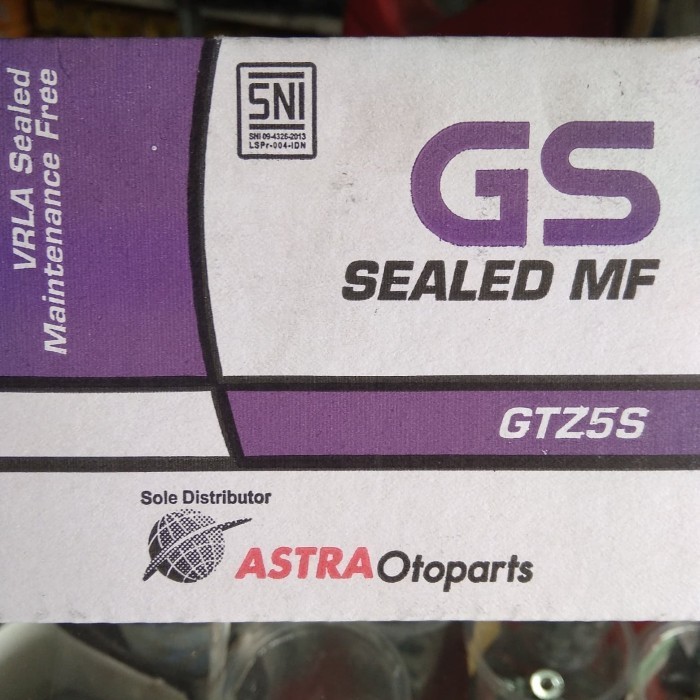 VRLA Sealed
Maintenance Free
SNI
SNI 09-4326-2013
LSPr-004-IDN
GS
SEALED MF
GTZ5S
Sole Distributor
ASTRA Otoparts